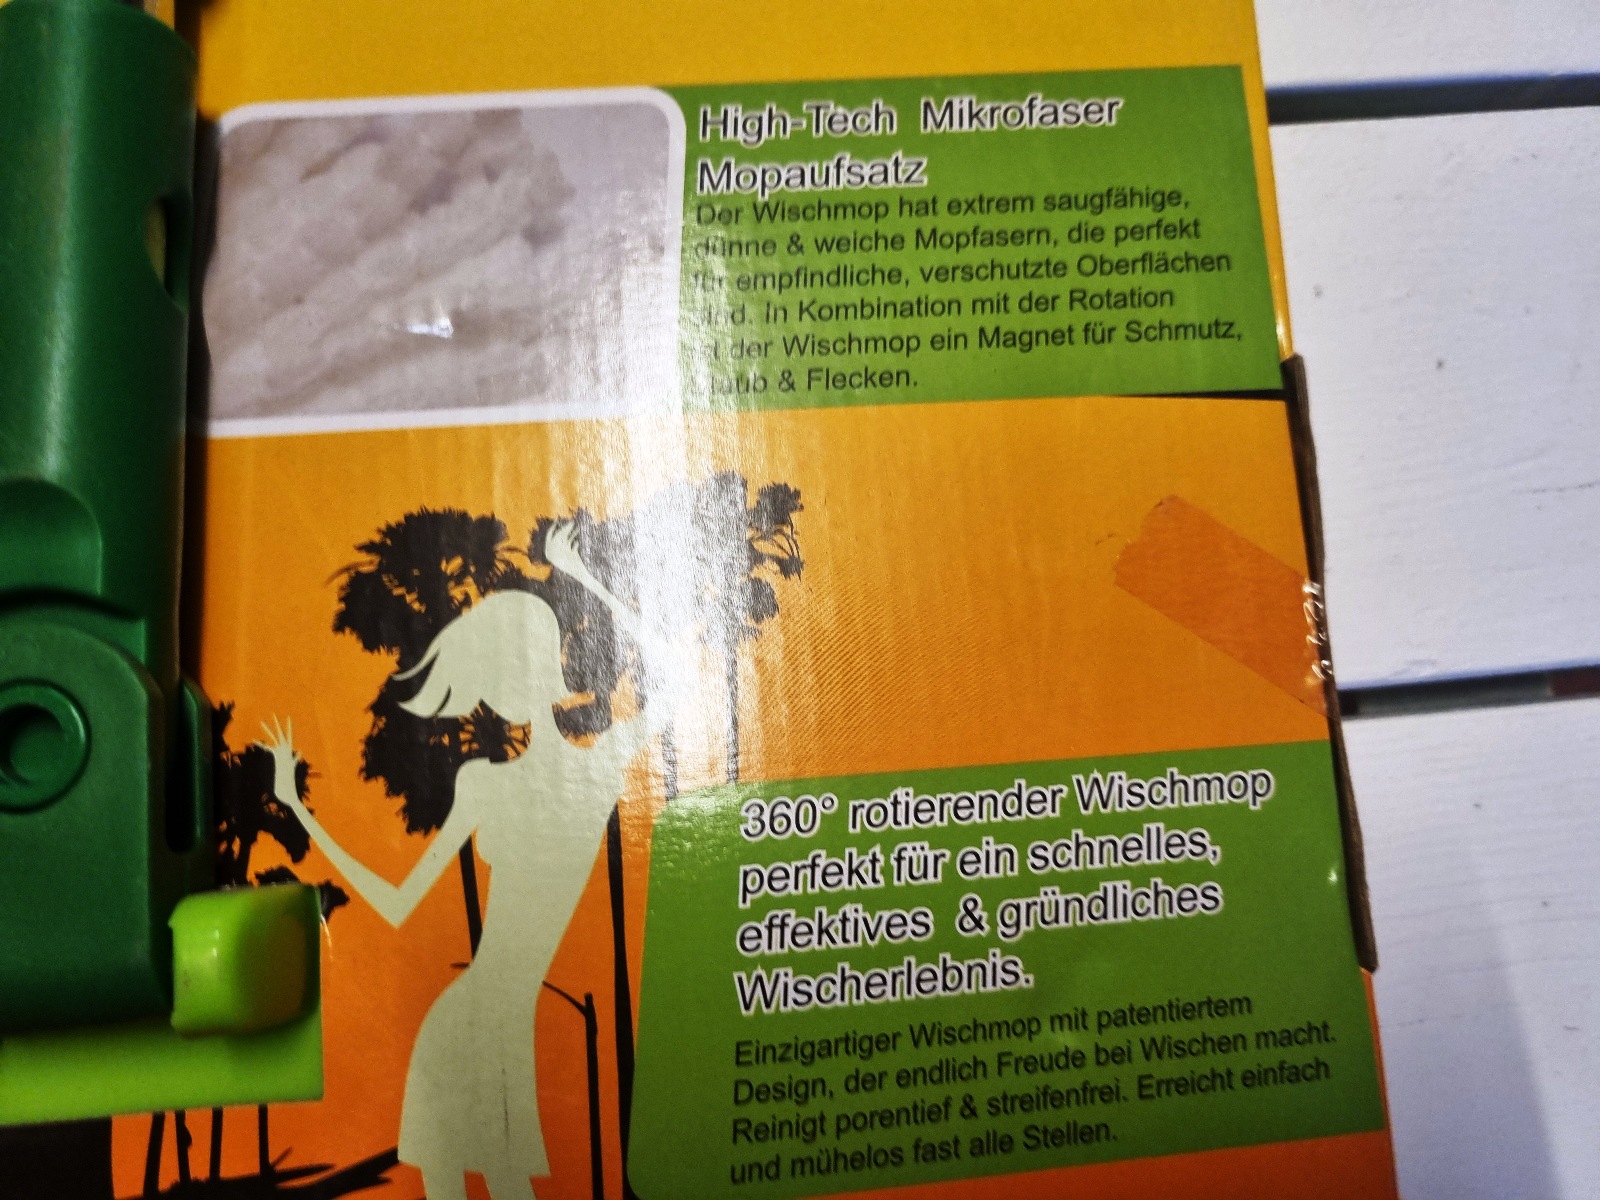 High-Tech Mikrofaser
Mopaufsatz
Der Wischmop hat extrem saugfähige,
dünne & weiche Mopfasern, die perfekt
für empfindliche, verschutzte Oberflächen
sind. In Kombination mit der Rotation
der Wischmop ein Magnet für Schmutz,
Staub & Flecken.
360° rotierender Wischmop
perfekt für ein schnelles,
effektives & gründliches
Wischerlebnis.
Einzigartiger Wischmop mit patentiertem
Design, der endlich Freude bei Wischen macht.
Reinigt porentief & streifenfrei. Erreicht einfach
und mühelos fast alle Stellen.